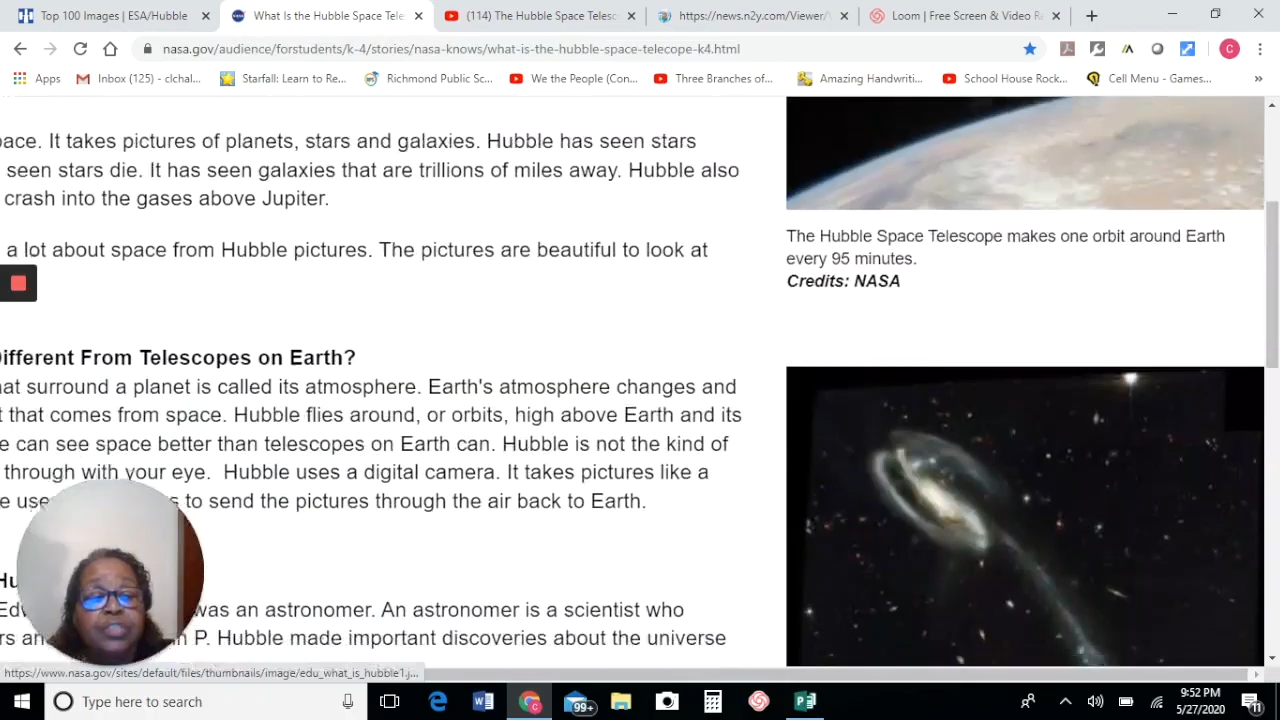 Top 100 Images | ESA/Hubble
What Is the Hubble Space Tele
(114) The Hubble Space Telesc
https://news.n2y.com/Viewer/
Loom | Free Screen & Video R
nasa.gov/audience/forstudents/k-4/stories/nasa-knows/what-is-the-hubble-space-telecope-k4.html
C
Apps
Inbox (125) - clchal...
Starfall: Learn to Re...
Richmond Public Sc...
We the People (Con...
Three Branches of...
Amazing Handwriti...
School House Rock...
Cell Menu - Games...
»
pace. It takes pictures of planets, stars and galaxies. Hubble has seen stars
seen stars die. It has seen galaxies that are trillions of miles away. Hubble also
crash into the gases above Jupiter.
a lot about space from Hubble pictures. The pictures are beautiful to look at
The Hubble Space Telescope makes one orbit around Earth
every 95 minutes.
Credits: NASA
Different From Telescopes on Earth?
hat surround a planet is called its atmosphere. Earth's atmosphere changes and
t that comes from space. Hubble flies around, or orbits, high above Earth and its
e can see space better than telescopes on Earth can. Hubble is not the kind of
through with your eye. Hubble uses a digital camera. It takes pictures like a
e use s to send the pictures through the air back to Earth.
Hu
Edw was an astronomer. An astronomer is a scientist who
rs an n P. Hubble made important discoveries about the universe
https://www.nasa.gov/sites/default/files/thumbnails/image/edu_what_is_hubble1.j...
Type here to search
99+
9:52 PM
5/27/2020
11